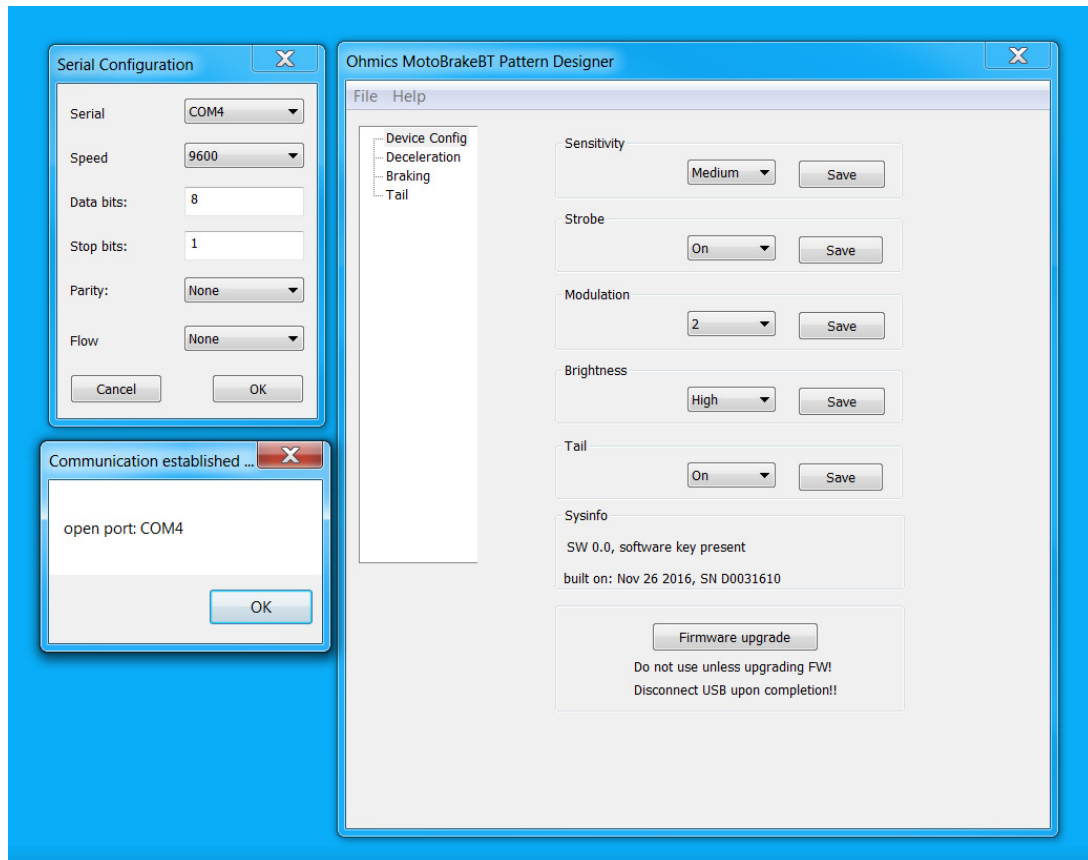 Serial Configuration
Serial COM4
Speed 9600
Data bits: 8
Stop bits: 1
Parity: None
Flow None
Cancel OK
Communication established ...
open port: COM4
OK
Ohmics MotoBrakeBT Pattern Designer
File Help
Device Config
Deceleration
Braking
Tail
Sensitivity
Medium Save
Strobe
On Save
Modulation
2 Save
Brightness
High Save
Tail
On Save
Sysinfo
SW 0.0, software key present
built on: Nov 26 2016, SN D0031610
Firmware upgrade
Do not use unless upgrading FW!
Disconnect USB upon completion!!